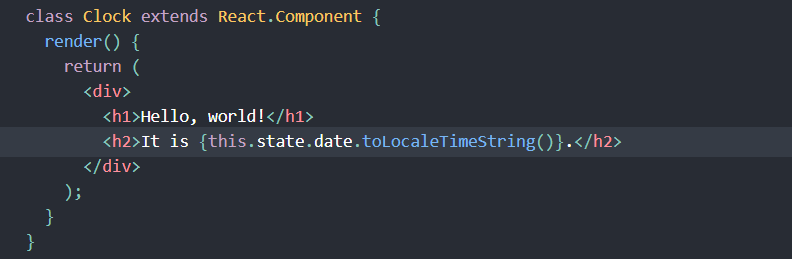 class Clock extends React.Component {
  render() {
    return (
      <div>
        <h1>Hello, world!</h1>
        <h2>It is {this.state.date.toLocaleTimeString()}.</h2>
      </div>
    );
  }
}